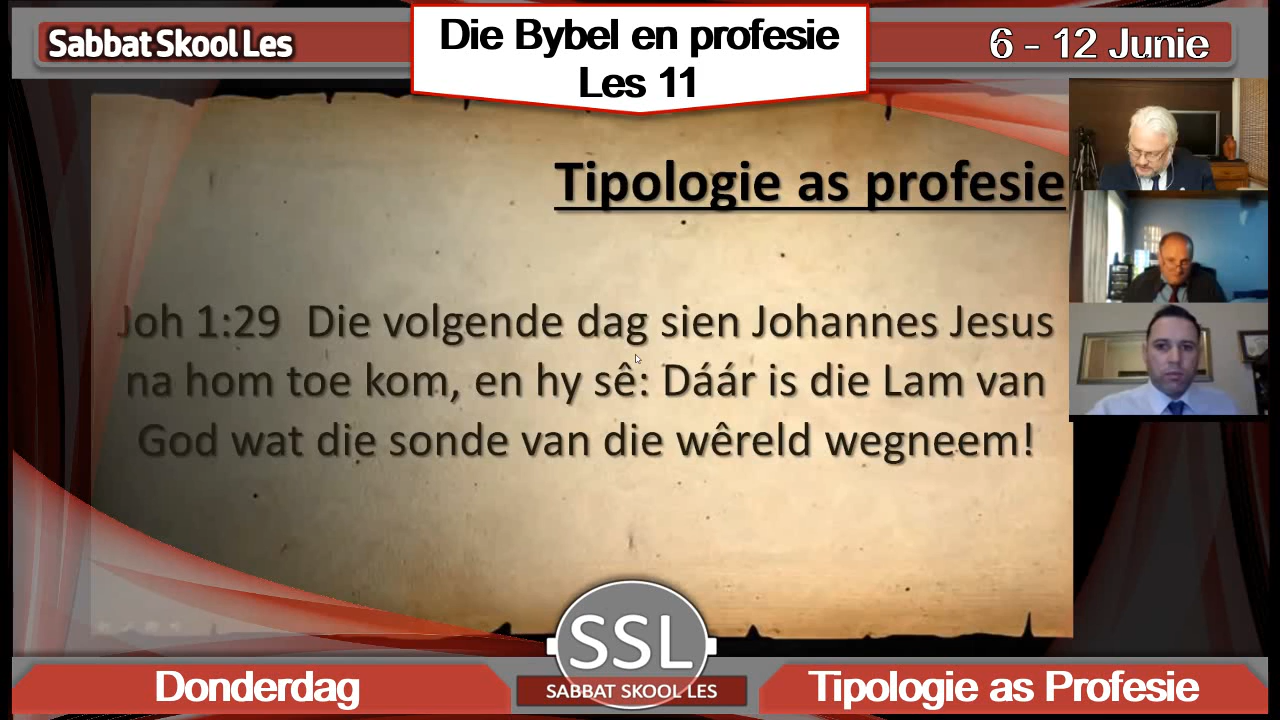 Sabbat Skool Les
Die Bybel en profesie
Les 11
6 - 12 Junie
Tipologie as profesie
Joh 1:29 Die volgende dag sien Johannes Jesus
na hom toe kom, en hy sê: Dáár is die Lam van
God wat die sonde van die wêreld wegneem!
Donderdag
SSL
SABBAT SKOOL LES
Tipologie as Profesie